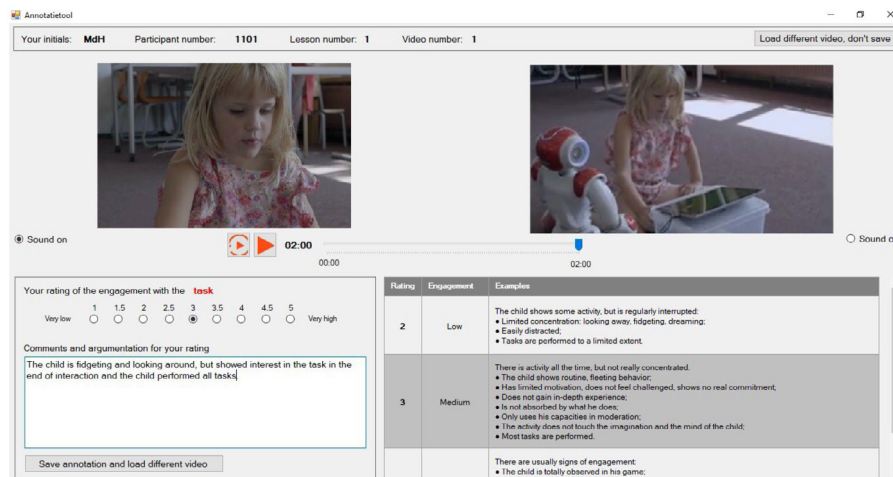 Annotatietool
Your initials: MdH Participant number: 1101 Lesson number: 1 Video number: 1 Load different video, don't save
Sound on
02:00
Sound o
00:00 02:00
Your rating of the engagement with the task
1 1.5 2 2.5 3 3.5 4 4.5 5
Very low Very high
Comments and argumentation for your rating
The child is fidgeting and looking around, but showed interest in the task in the
end of interaction and the child performed all tasks
Save annotation and load different video
Rating Engagement Examples
2 Low
The child shows some activity, but is regularly interrupted:
● Limited concentration: looking away, fidgeting, dreaming;
● Easily distracted;
● Tasks are performed to a limited extent.
3 Medium
There is activity all the time, but not really concentrated.
● The child shows routine, fleeting behavior;
● Has limited motivation, does not feel challenged, shows no real commitment;
● Does not gain in-depth experience;
● Is not absorbed by what he does;
● Only uses his capacities in moderation;
● The activity does not touch the imagination and the mind of the child;
● Most tasks are performed.
There are usually signs of engagement:
● The child is totally observed in his game;